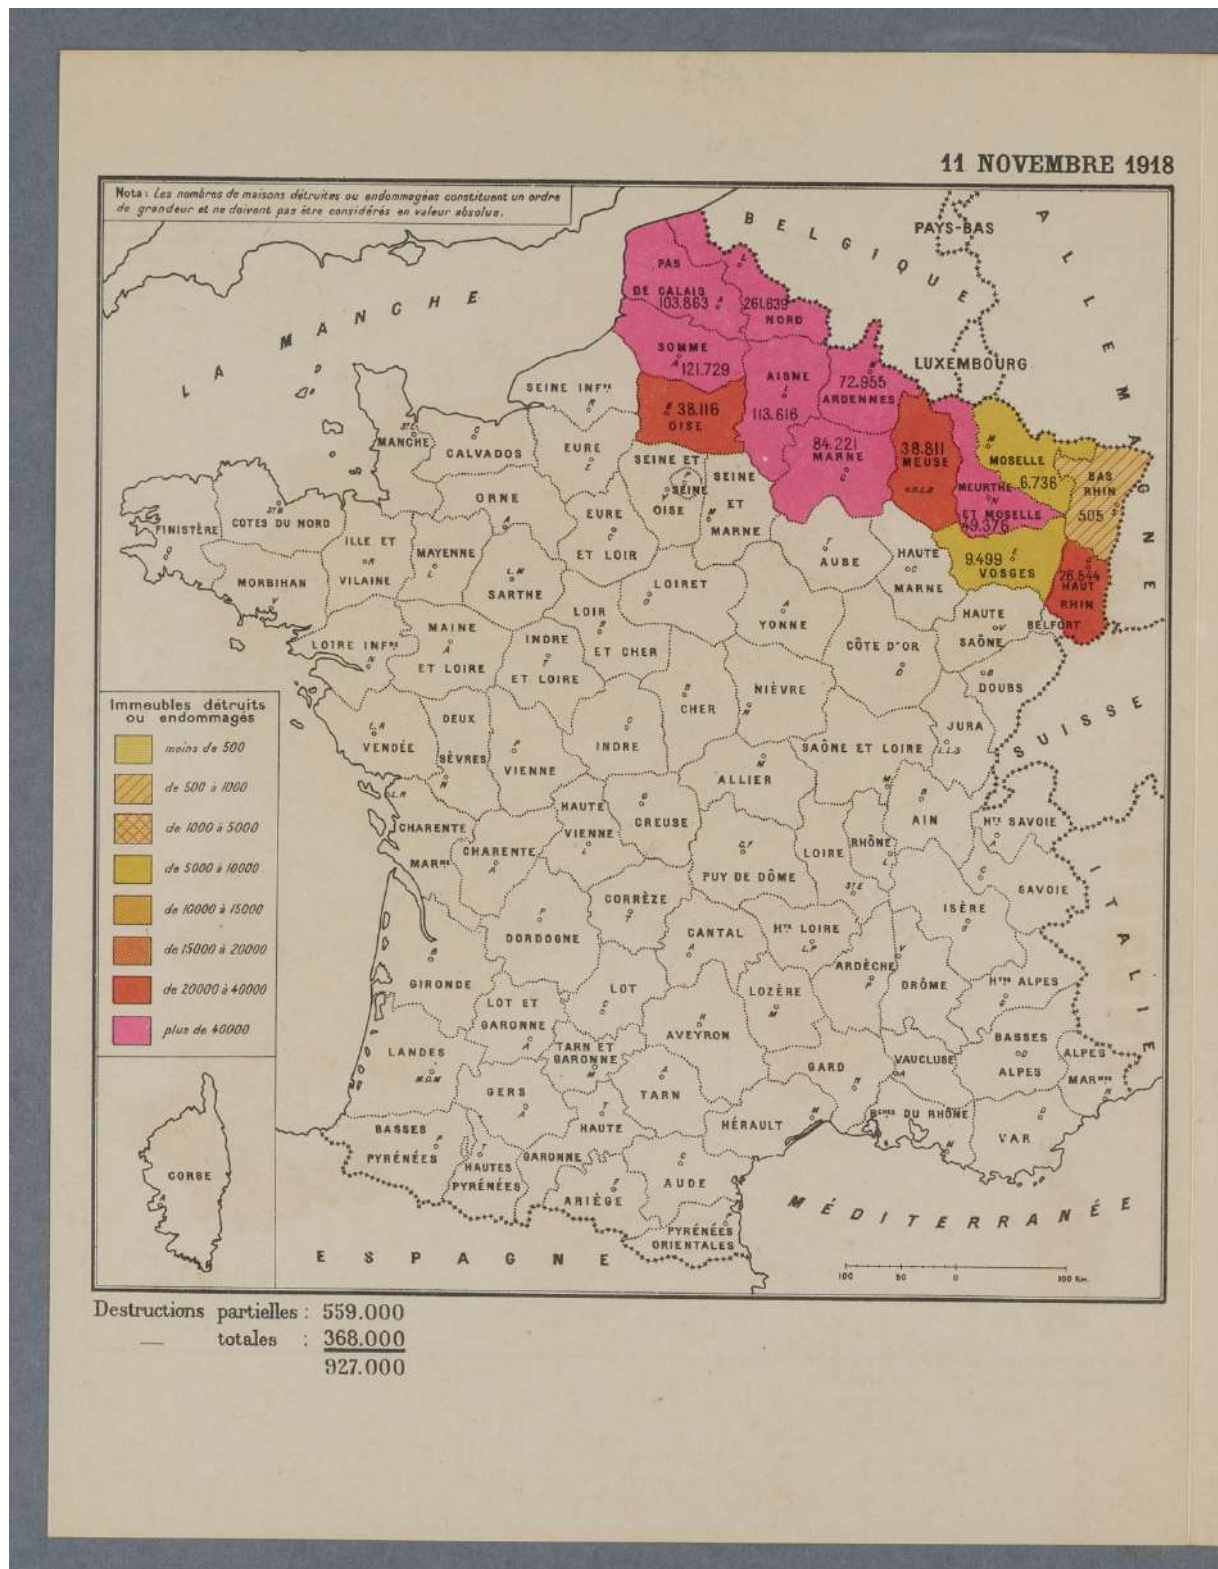 11 NOVEMBRE 1918
Nota : Les nombres de maisons détruites ou endommagées constituent un ordre
de grandeur et ne doivent pas être considérés en valeur absolue.
BELGIQUE
PAYS-BAS
ALLEMAGNE
LA MANCHE
LUXEMBOURG
PAS
DE CALAIS
103.863
261.639
NORD
SOMME
121.729
AISNE
113.616
72.955
ARDENNES
SEINE INFRE
38.116
OISE
84.221
MARNE
38.811
MEUSE
MOSELLE
6.736
MEURTHE
ET MOSELLE
49.376
BAS
RHIN
505
MANCHE
CALVADOS
EURE
SEINE ET
OISE
SEINE
SEINE
ET
MARNE
ORNE
EURE
ET LOIR
FINISTÈRE
COTES DU NORD
ILLE ET
VILAINE
MAYENNE
SARTHE
MORBIHAN
AUBE
HAUTE
MARNE
9.499
VOSGES
26.544
HAUT
RHIN
LOIRET
LOIR
ET CHER
YONNE
CÔTE D'OR
HAUTE
SAÔNE
BELFORT
LOIRE INFRE
MAINE
ET LOIRE
INDRE
ET LOIRE
CHER
NIÈVRE
DOUBS
JURA
SUISSE
VENDÉE
DEUX
SÈVRES
VIENNE
INDRE
ALLIER
SAÔNE ET LOIRE
Immeubles détruits
ou endommagés
moins de 500
de 500 à 1000
de 1000 à 5000
de 5000 à 10000
de 10000 à 15000
de 15000 à 20000
de 20000 à 40000
plus de 40000
CHARENTE
MARME
CHARENTE
HAUTE
VIENNE
CREUSE
PUY DE DÔME
LOIRE
RHÔNE
AIN
HTE SAVOIE
SAVOIE
ITALIE
ISÈRE
CORRÈZE
DORDOGNE
CANTAL
HTE LOIRE
ARDÈCHE
DRÔME
HTES ALPES
GIRONDE
LOT ET
GARONNE
LOT
AVEYRON
LOZÈRE
BASSES
ALPES
ALPES
MARMES
LANDES
TARN ET
GARONNE
TARN
GARD
VAUCLUSE
GERS
HAUTE
GARONNE
HÉRAULT
BCHES DU RHÔNE
VAR
BASSES
PYRÉNÉES
HAUTES
PYRÉNÉES
ARIÈGE
AUDE
PYRÉNÉES
ORIENTALES
CORSE
MÉDITERRANÉE
ESPAGNE
100 50 0 100 Km.
Destructions partielles : 559.000
— totales : 368.000
927.000